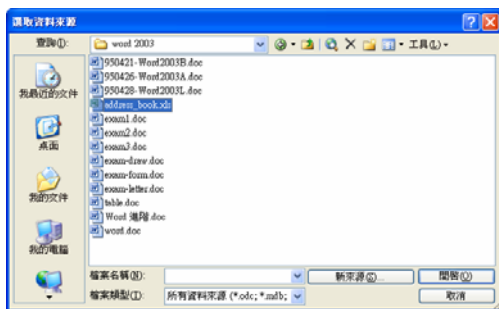 選取資料來源
查詢(I):
word 2003
工具(L)
950421-Word2003B.doc
950426-Word2003A.doc
950428-Word2003L.doc
address_book.xls
exam1.doc
exam2.doc
exam3.doc
exam-draw.doc
exam-form.doc
exam-letter.doc
table.doc
Word 進階.doc
word.doc
我最近的文件
桌面
我的文件
我的電腦
檔案名稱(N):
新來源(S)...
開啟(O)
檔案類型(T):
所有資料來源 (*.odc; *.mdb;
取消